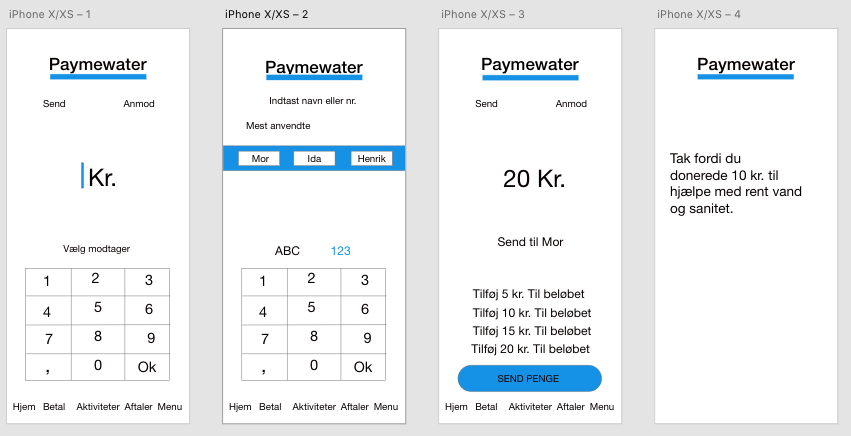 iPhone X/XS – 1
Paymewater
Send Anmod
Kr.
Vælg modtager
1 2 3
4 5 6
7 8 9
, 0 Ok
Hjem Betal Aktiviteter Aftaler Menu
iPhone X/XS – 2
Paymewater
Indtast navn eller nr.
Mest anvendte
Mor Ida Henrik
ABC 123
1 2 3
4 5 6
7 8 9
, 0 Ok
Hjem Betal Aktiviteter Aftaler Menu
iPhone X/XS – 3
Paymewater
Send Anmod
20 Kr.
Send til Mor
Tilføj 5 kr. Til beløbet
Tilføj 10 kr. Til beløbet
Tilføj 15 kr. Til beløbet
Tilføj 20 kr. Til beløbet
SEND PENGE
Hjem Betal Aktiviteter Aftaler Menu
iPhone X/XS – 4
Paymewater
Tak fordi du
donerede 10 kr. til
hjælpe med rent vand
og sanitet.